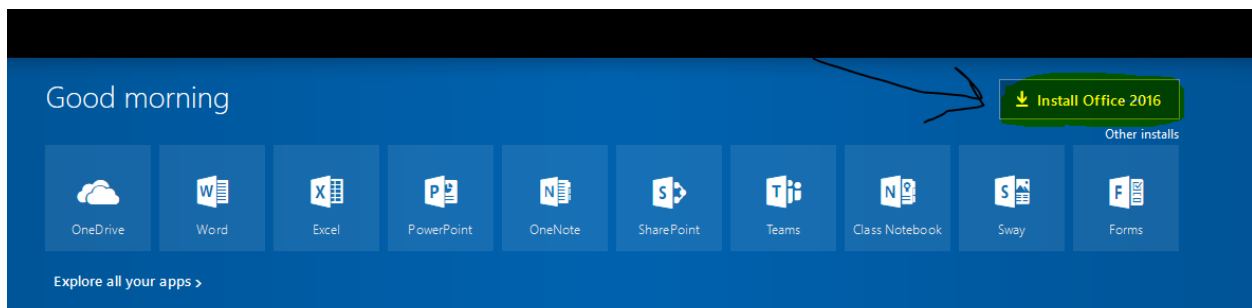 Good morning
Install Office 2016
Other installs
OneDrive
Word
Excel
PowerPoint
OneNote
SharePoint
Teams
Class Notebook
Sway
Forms
Explore all your apps >